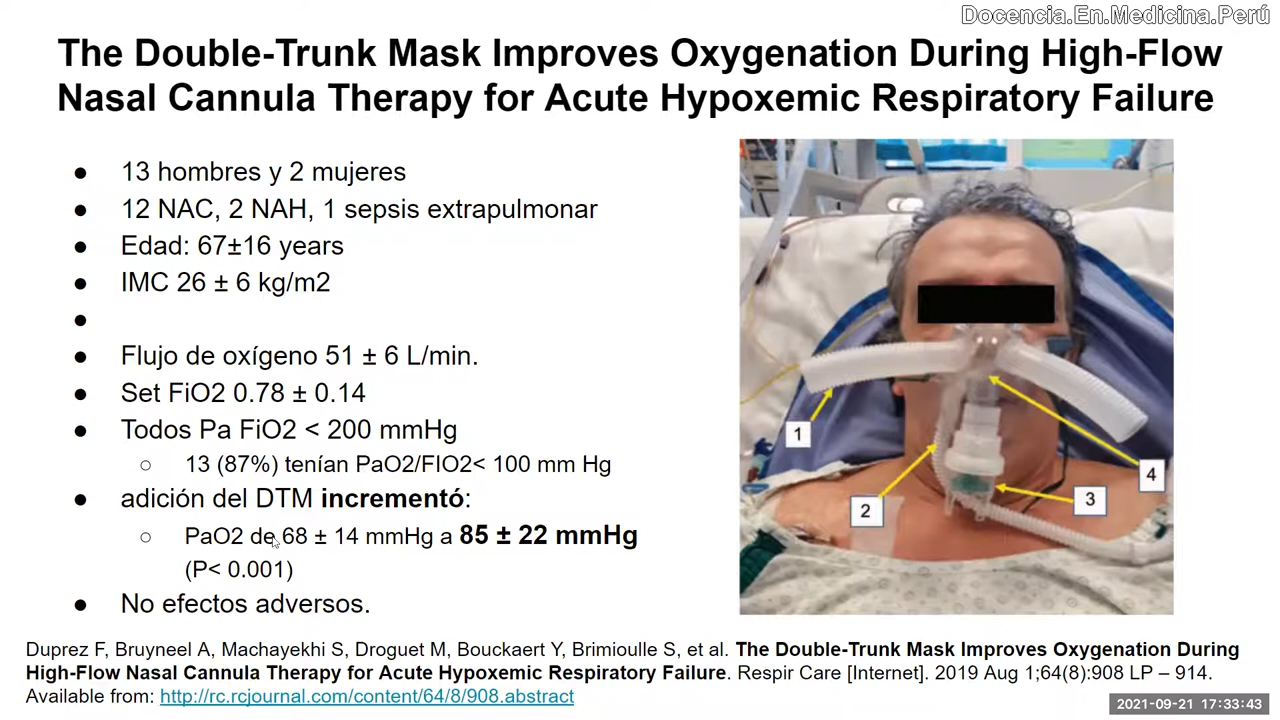 Docencia.En.Medicina.Perú
The Double-Trunk Mask Improves Oxygenation During High-Flow
Nasal Cannula Therapy for Acute Hypoxemic Respiratory Failure
● 13 hombres y 2 mujeres
● 12 NAC, 2 NAH, 1 sepsis extrapulmonar
● Edad: 67±16 years
● IMC 26 ± 6 kg/m2
●
● Flujo de oxígeno 51 ± 6 L/min.
● Set FiO2 0.78 ± 0.14
● Todos Pa FiO2 < 200 mmHg
○ 13 (87%) tenían PaO2/FIO2< 100 mm Hg
● adición del DTM incrementó:
○ PaO2 de 68 ± 14 mmHg a 85 ± 22 mmHg
(P< 0.001)
● No efectos adversos.
1
2
3
4
Duprez F, Bruyneel A, Machayekhi S, Droguet M, Bouckaert Y, Brimioulle S, et al. The Double-Trunk Mask Improves Oxygenation During
High-Flow Nasal Cannula Therapy for Acute Hypoxemic Respiratory Failure. Respir Care [Internet]. 2019 Aug 1;64(8):908 LP – 914.
Available from: http://rc.rcjournal.com/content/64/8/908.abstract
2021-09-21 17:33:43